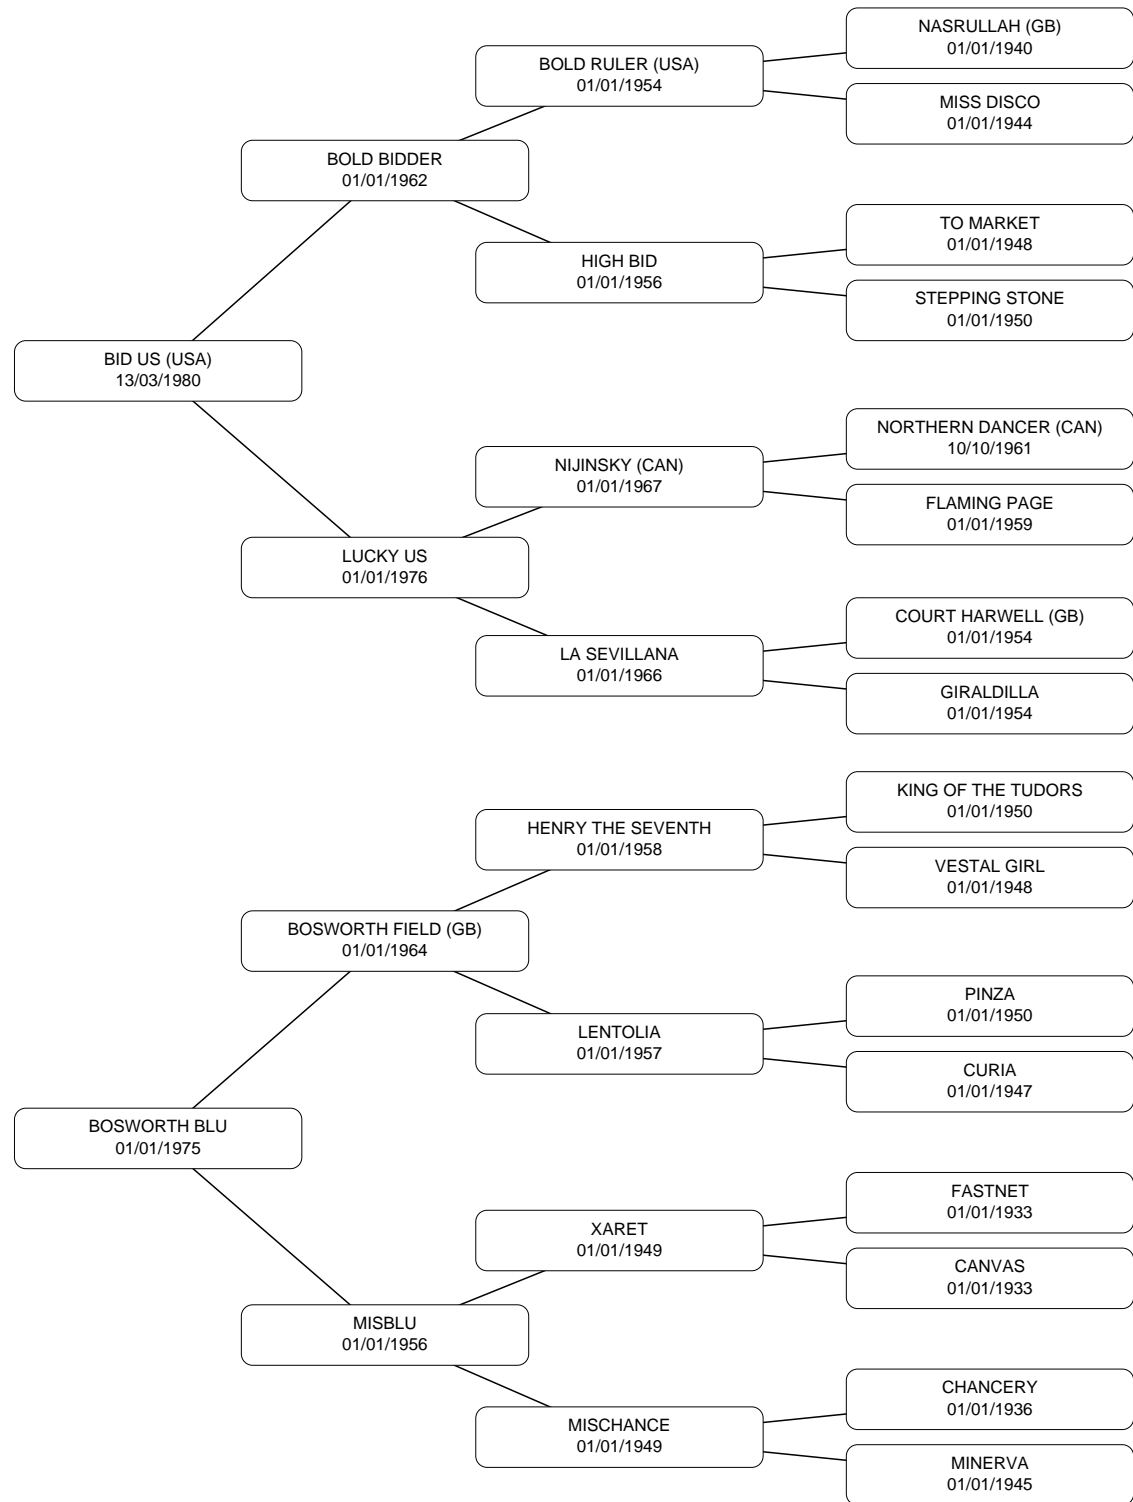 NASRULLAH (GB)
01/01/1940
BOLD RULER (USA)
01/01/1954
MISS DISCO
01/01/1944
BOLD BIDDER
01/01/1962
TO MARKET
01/01/1948
HIGH BID
01/01/1956
STEPPING STONE
01/01/1950
BID US (USA)
13/03/1980
NORTHERN DANCER (CAN)
10/10/1961
NIJINSKY (CAN)
01/01/1967
FLAMING PAGE
01/01/1959
LUCKY US
01/01/1976
COURT HARWELL (GB)
01/01/1954
LA SEVILLANA
01/01/1966
GIRALDILLA
01/01/1954
KING OF THE TUDORS
01/01/1950
HENRY THE SEVENTH
01/01/1958
VESTAL GIRL
01/01/1948
BOSWORTH FIELD (GB)
01/01/1964
PINZA
01/01/1950
LENTOLIA
01/01/1957
CURIA
01/01/1947
BOSWORTH BLU
01/01/1975
FASTNET
01/01/1933
XARET
01/01/1949
CANVAS
01/01/1933
MISBLU
01/01/1956
CHANCERY
01/01/1936
MISCHANCE
01/01/1949
MINERVA
01/01/1945